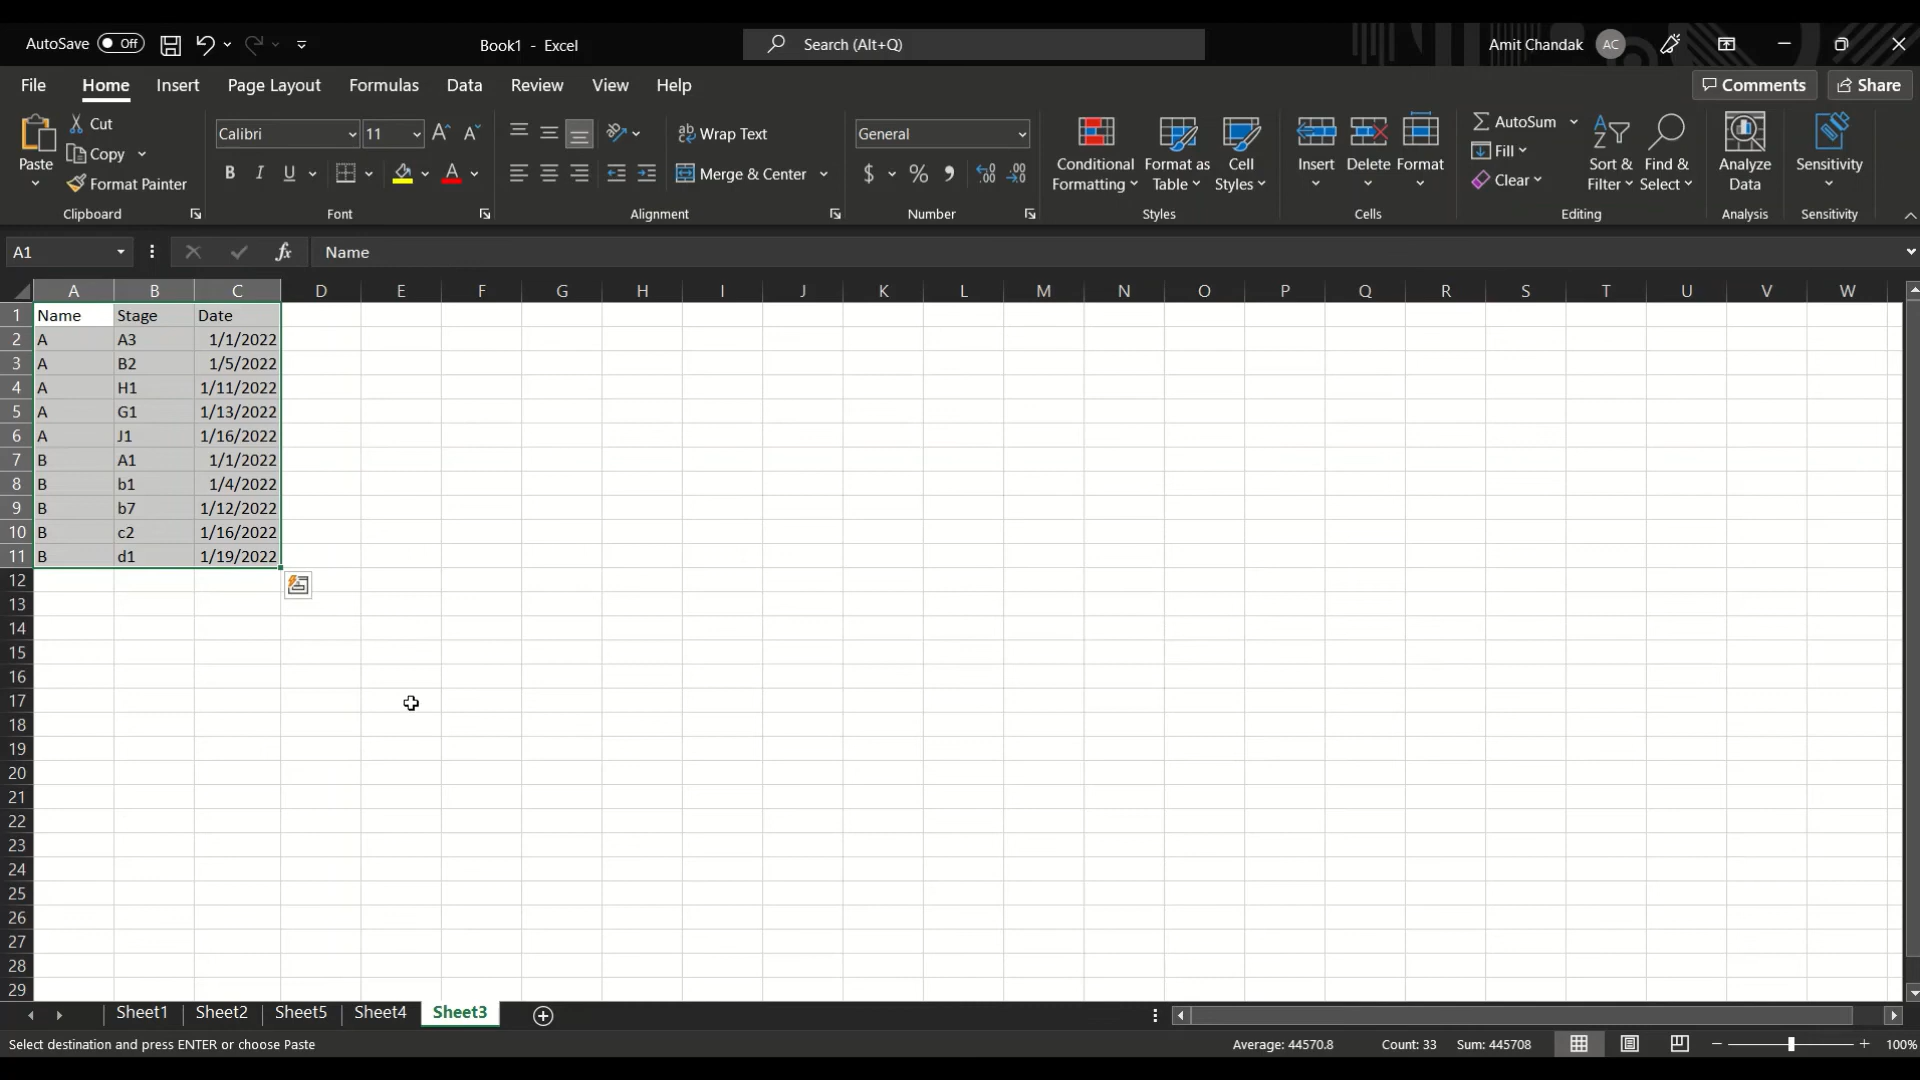 AutoSave Off Book1 - Excel Search (Alt+Q) Amit Chandak AC
File Home Insert Page Layout Formulas Data Review View Help Comments Share
Paste Cut Copy Format Painter Clipboard
Calibri 11 B I U A Font
Wrap Text Merge & Center Alignment
General $ % Number
Conditional Formatting Format as Table Cell Styles Styles
Insert Delete Format Cells
AutoSum Fill Clear Sort & Filter Find & Select Editing
Analyze Data Analysis
Sensitivity Sensitivity
A1 fx Name
A B C D E F G H I J K L M N O P Q R S T U V W
1 Name Stage Date
2 A A3 1/1/2022
3 A B2 1/5/2022
4 A H1 1/11/2022
5 A G1 1/13/2022
6 A J1 1/16/2022
7 B A1 1/1/2022
8 B b1 1/4/2022
9 B b7 1/12/2022
10 B c2 1/16/2022
11 B d1 1/19/2022
12
13
14
15
16
17
18
19
20
21
22
23
24
25
26
27
28
29
Sheet1 Sheet2 Sheet5 Sheet4 Sheet3
Select destination and press ENTER or choose Paste Average: 44570.8 Count: 33 Sum: 445708 100%